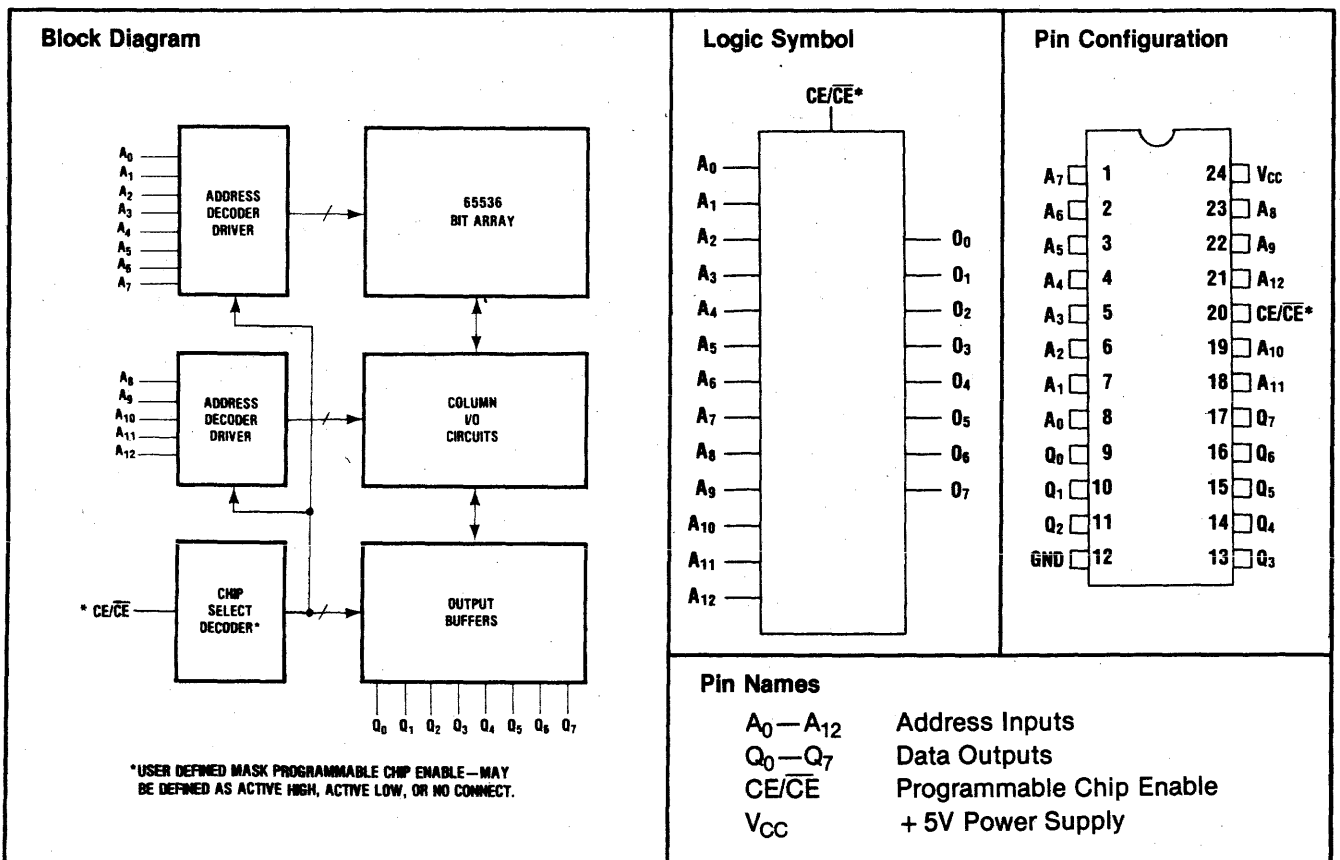 Block Diagram
A₀
A₁
A₂
A₃
A₄
A₅
A₆
A₇
ADDRESS
DECODER
DRIVER
65536
BIT ARRAY
A₈
A₉
A₁₀
A₁₁
A₁₂
ADDRESS
DECODER
DRIVER
COLUMN
I/O
CIRCUITS
* CE/C̅E̅
CHIP
SELECT
DECODER*
OUTPUT
BUFFERS
Q₀ Q₁ Q₂ Q₃ Q₄ Q₅ Q₆ Q₇
*USER DEFINED MASK PROGRAMMABLE CHIP ENABLE—MAY
BE DEFINED AS ACTIVE HIGH, ACTIVE LOW, OR NO CONNECT.
Logic Symbol
CE/C̅E̅*
A₀
A₁
A₂
A₃
A₄
A₅
A₆
A₇
A₈
A₉
A₁₀
A₁₁
A₁₂
O₀
O₁
O₂
O₃
O₄
O₅
O₆
O₇
Pin Configuration
A₇ 1 24 VCC
A₆ 2 23 A₈
A₅ 3 22 A₉
A₄ 4 21 A₁₂
A₃ 5 20 CE/C̅E̅*
A₂ 6 19 A₁₀
A₁ 7 18 A₁₁
A₀ 8 17 Q₇
Q₀ 9 16 Q₆
Q₁ 10 15 Q₅
Q₂ 11 14 Q₄
GND 12 13 Q₃
Pin Names
A₀—A₁₂ Address Inputs
Q₀—Q₇ Data Outputs
CE/C̅E̅ Programmable Chip Enable
VCC +5V Power Supply